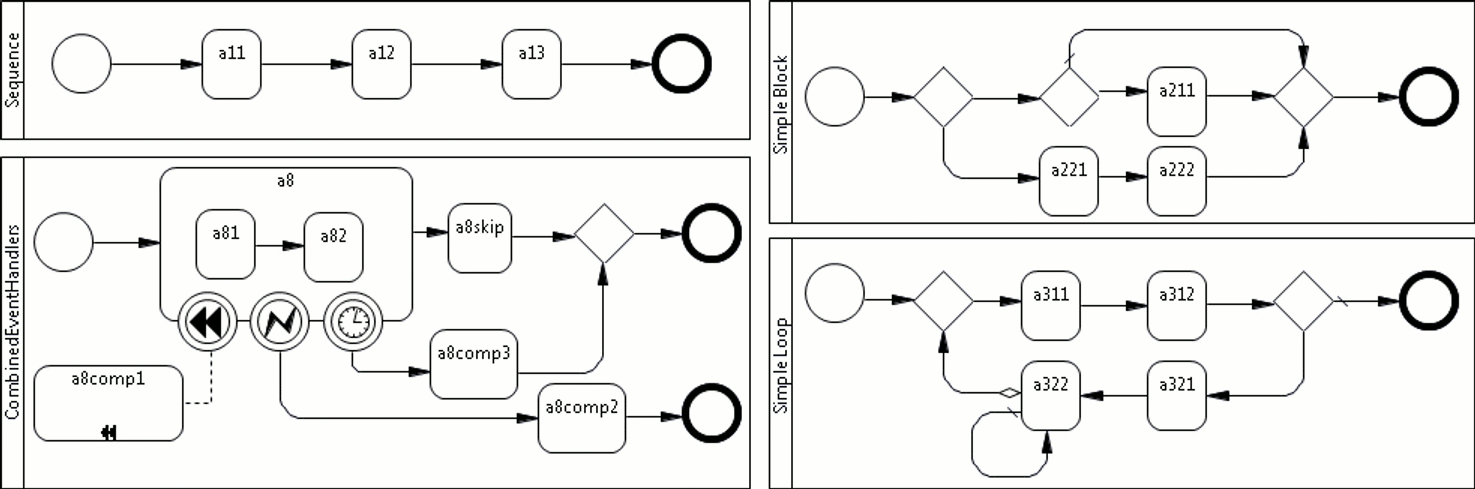 Sequence
a11
a12
a13
CombinedEventHandlers
a8
a81
a82
a8skip
a8comp3
a8comp1
a8comp2
Simple Block
a211
a221
a222
Simple Loop
a311
a312
a322
a321